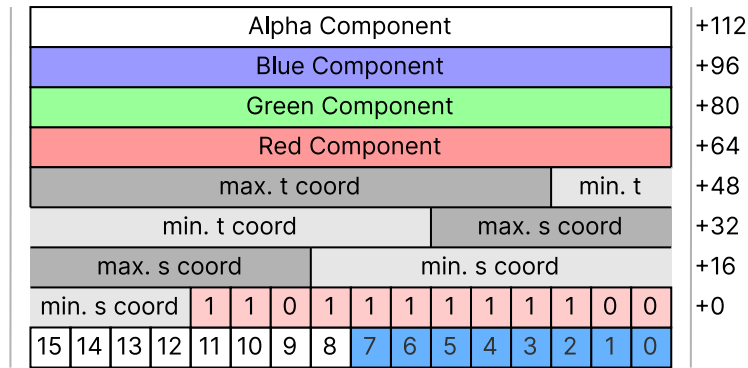 Alpha Component +112
Blue Component +96
Green Component +80
Red Component +64
max. t coord min. t +48
min. t coord max. s coord +32
max. s coord min. s coord +16
min. s coord 1 1 0 1 1 1 1 1 1 1 0 0 +0
15 14 13 12 11 10 9 8 7 6 5 4 3 2 1 0